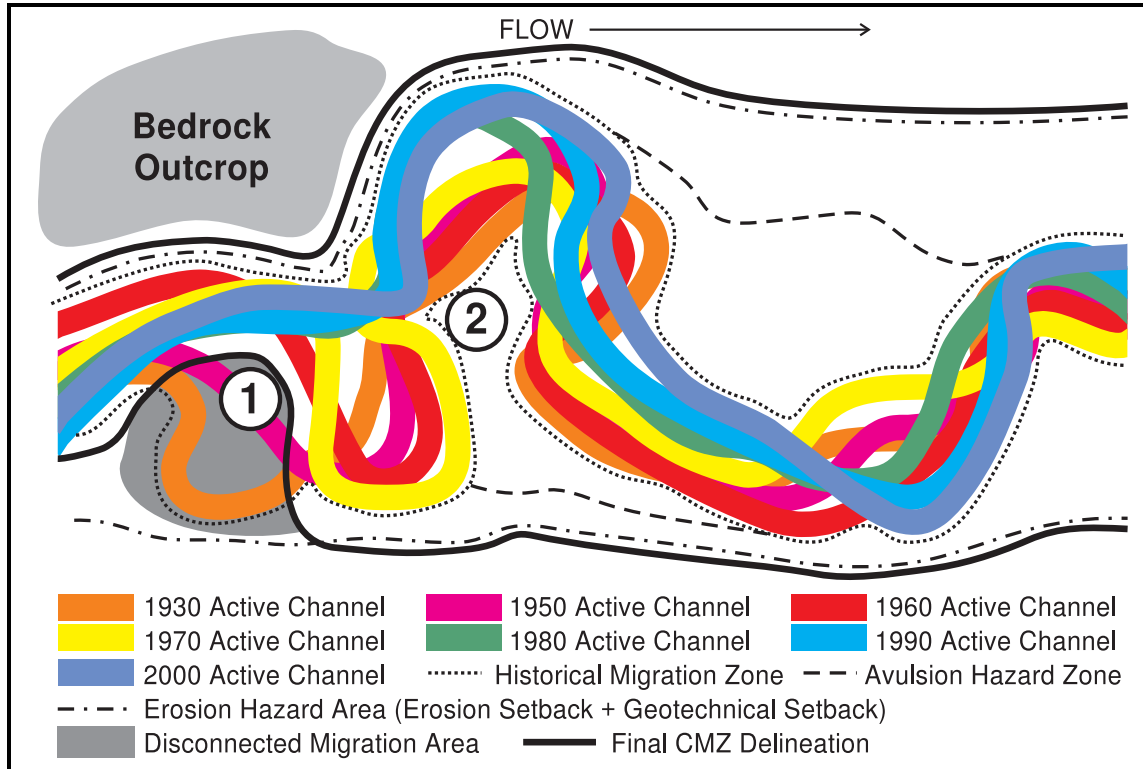 FLOW
Bedrock
Outcrop
1
2
1930 Active Channel
1950 Active Channel
1960 Active Channel
1970 Active Channel
1980 Active Channel
1990 Active Channel
2000 Active Channel
Historical Migration Zone
Avulsion Hazard Zone
Erosion Hazard Area (Erosion Setback + Geotechnical Setback)
Disconnected Migration Area
Final CMZ Delineation